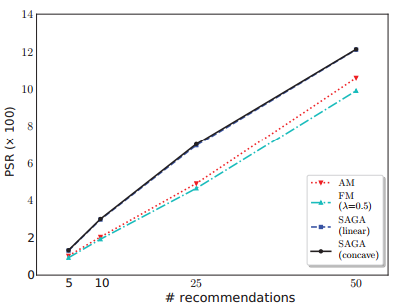 14
12
10
8
6
4
2
0
PSR (× 100)
5 10 25 50
# recommendations
AM
FM
(λ=0.5)
SAGA
(linear)
SAGA
(concave)